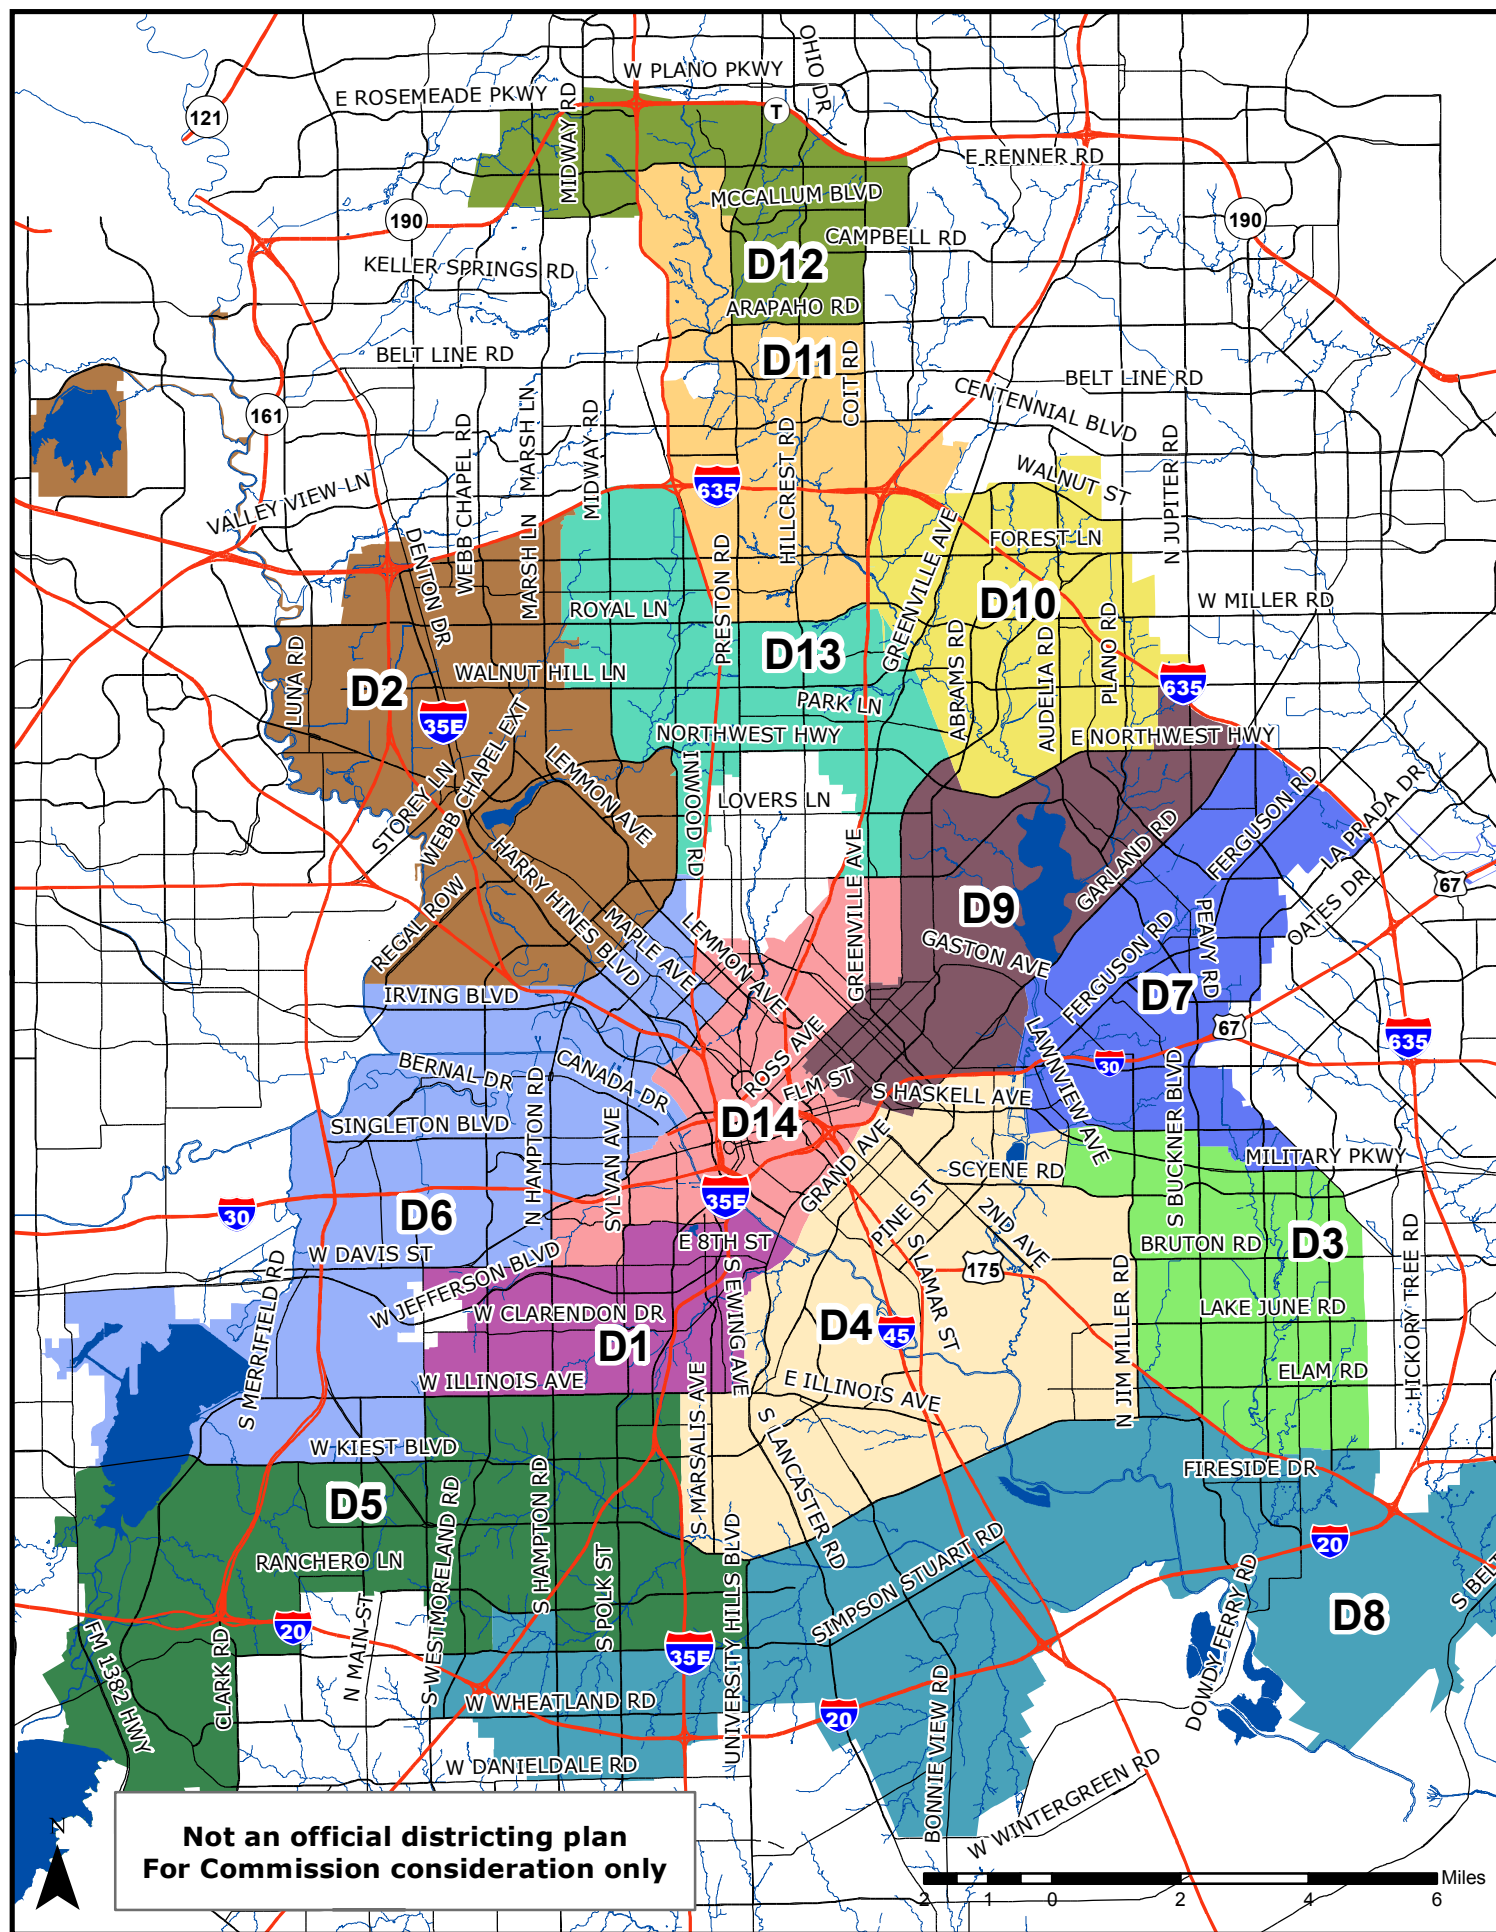 W PLANO PKWY
OHIO DR
E ROSEMEADE PKWY
MIDWAY RD
121
T
E RENNER RD
MCCALLUM BLVD
190
190
CAMPBELL RD
D12
KELLER SPRINGS RD
ARAPAHO RD
BELT LINE RD
D11
COIT RD
BELT LINE RD
CENTENNIAL BLVD
161
WEBB CHAPEL RD
MARSH LN
MIDWAY RD
HILLCREST RD
N JUPITER RD
WALNUT ST
VALLEY VIEW LN
635
DENTON DR
MARSH LN
PRESTON RD
GREENVILLE AVE
FOREST LN
ROYAL LN
D10
W MILLER RD
LUNA RD
D2
WALNUT HILL LN
D13
ABRAMS RD
AUDELIA RD
PLANO RD
635
35E
PARK LN
NORTHWEST HWY
E NORTHWEST HWY
STOREY LN
WEBB CHAPEL EXT
LEMMON AVE
INWOOD RD
LOVERS LN
FERGUSON RD
LA PRADA DR
HARRY HINES BLVD
GREENVILLE AVE
GARLAND RD
67
REGAL ROW
MAPLE AVE
LEMMON AVE
D9
GASTON AVE
PEAVY RD
OATES DR
FERGUSON RD
IRVING BLVD
D7
67
635
BERNAL DR
CANADA DR
ROSS AVE
ELM ST
LAWNVIEW AVE
30
S HASKELL AVE
S BUCKNER BLVD
SINGLETON BLVD
N HAMPTON RD
SYLVAN AVE
D14
GRAND AVE
SCYENE RD
MILITARY PKWY
30
D6
35E
PINE ST
2ND AVE
W DAVIS ST
E 8TH ST
BRUTON RD
D3
S MERRIFIELD RD
W JEFFERSON BLVD
S EWING AVE
S LAMAR ST
175
N JIM MILLER RD
HICKORY TREE RD
W CLARENDON DR
D1
D4
45
LAKE JUNE RD
W ILLINOIS AVE
S MARSALIS AVE
E ILLINOIS AVE
ELAM RD
W KIEST BLVD
S LANCASTER RD
FIRESIDE DR
D5
S WESTMORELAND RD
S HAMPTON RD
20
RANCHERO LN
S POLK ST
UNIVERSITY HILLS BLVD
SIMPSON STUART RD
S BELT
20
N MAIN ST
35E
DOWDY FERRY RD
D8
FM 1382 HWY
CLARK RD
W WHEATLAND RD
20
BONNIE VIEW RD
W DANIELDALE RD
W WINTERGREEN RD
N
Not an official districting plan
For Commission consideration only
Miles
2 1 0 2 4 6